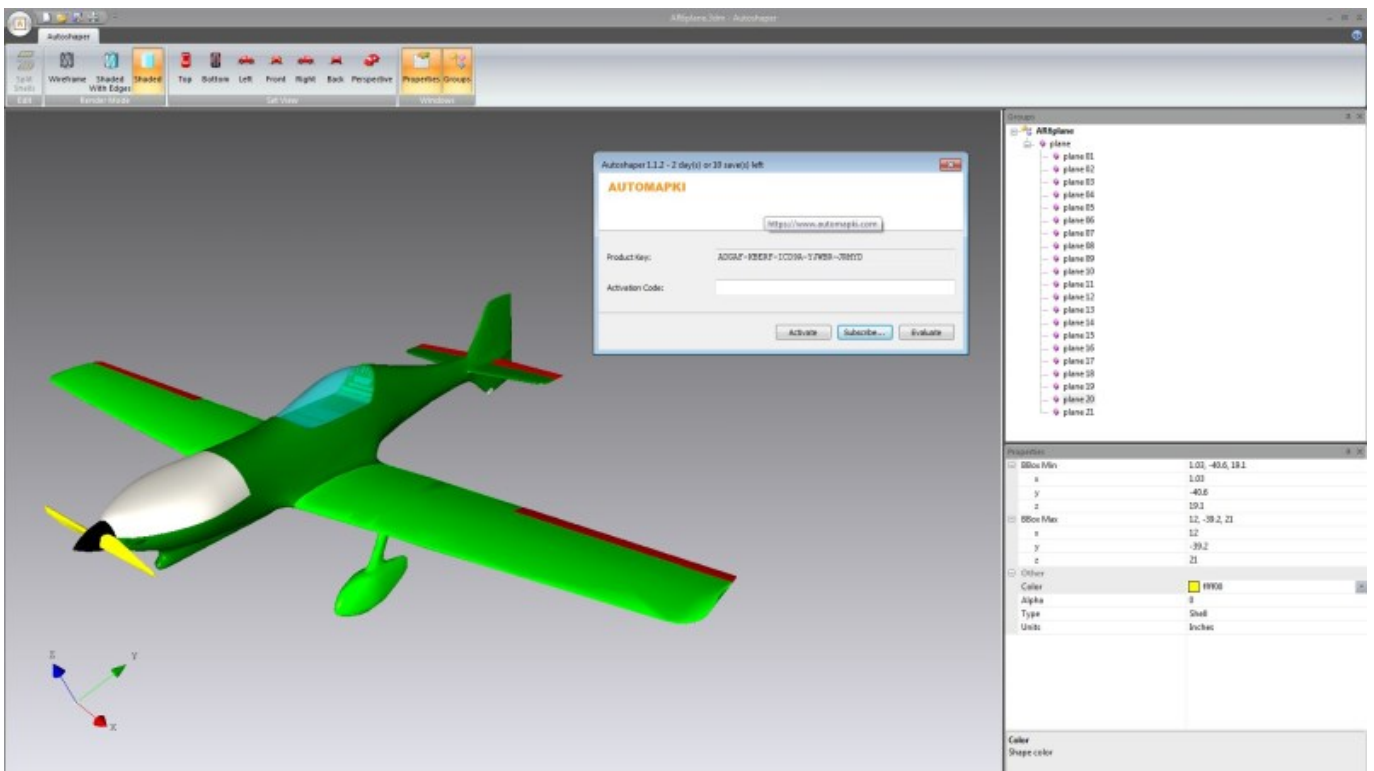 AR6plane.3dm - Autoshaper
Autoshaper
Split Shells
Wireframe
Shaded With Edges
Shaded
Top
Bottom
Left
Front
Right
Back
Perspective
Properties
Groups
Edit
Render Mode
Set View
Windows
Autoshaper 1.1.2 - 2 day(s) or 19 save(s) left
AUTOMAPKI
https://www.automapki.com
Product Key:
Activation Code:
Activate
Subscribe...
Evaluate
Z
Y
X
Groups
AR6plane
plane
plane 01
plane 02
plane 03
plane 04
plane 05
plane 06
plane 07
plane 08
plane 09
plane 10
plane 11
plane 12
plane 13
plane 14
plane 15
plane 16
plane 17
plane 18
plane 19
plane 20
plane 21
Properties
BBox Min 1.03, -40.6, 19.1
x 1.03
y -40.6
z 19.1
BBox Max 12, -39.2, 21
x 12
y -39.2
z 21
Other
Color
Alpha 0
Type Shell
Units Inches
Color
Shape color